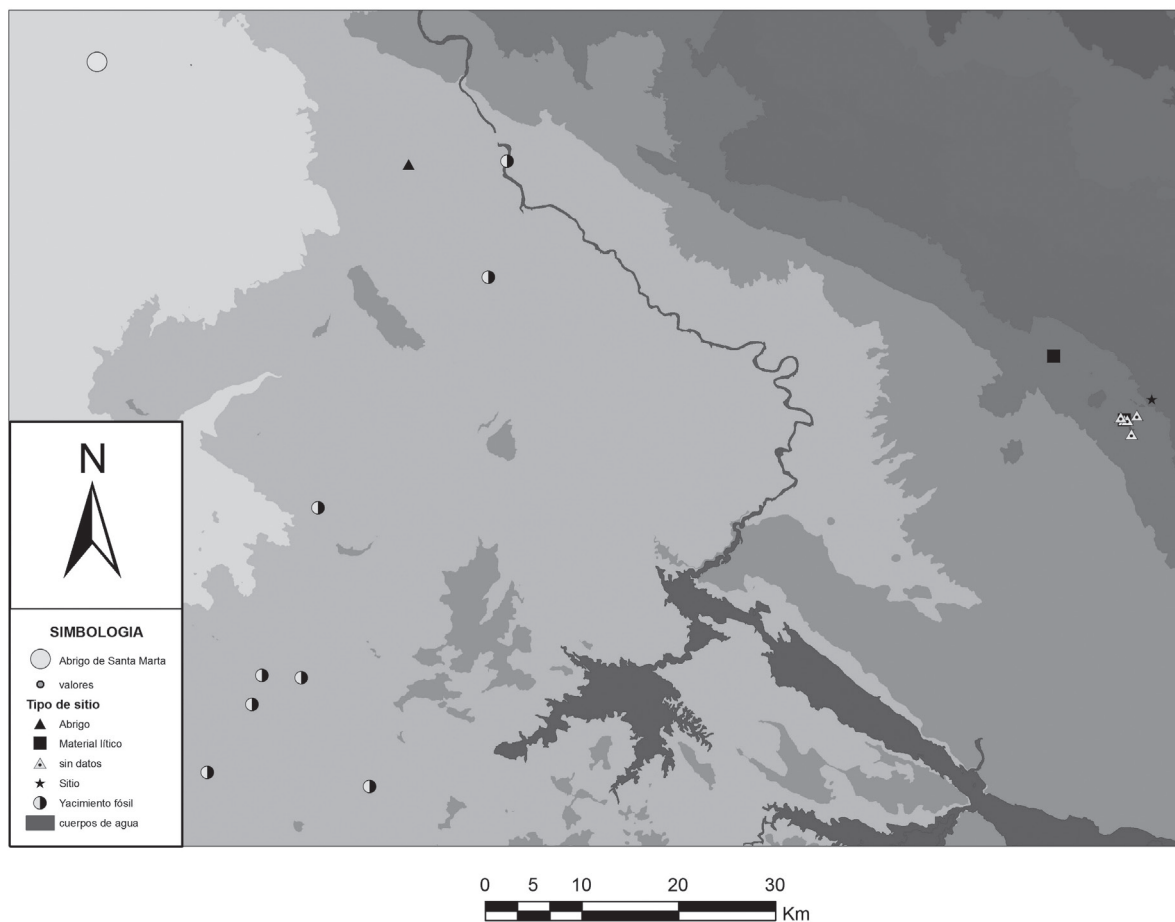 N
SIMBOLOGIA
Abrigo de Santa Marta
valores
Tipo de sitio
Abrigo
Material lítico
sin datos
Sitio
Yacimiento fósil
cuerpos de agua
0 5 10 20 30
Km